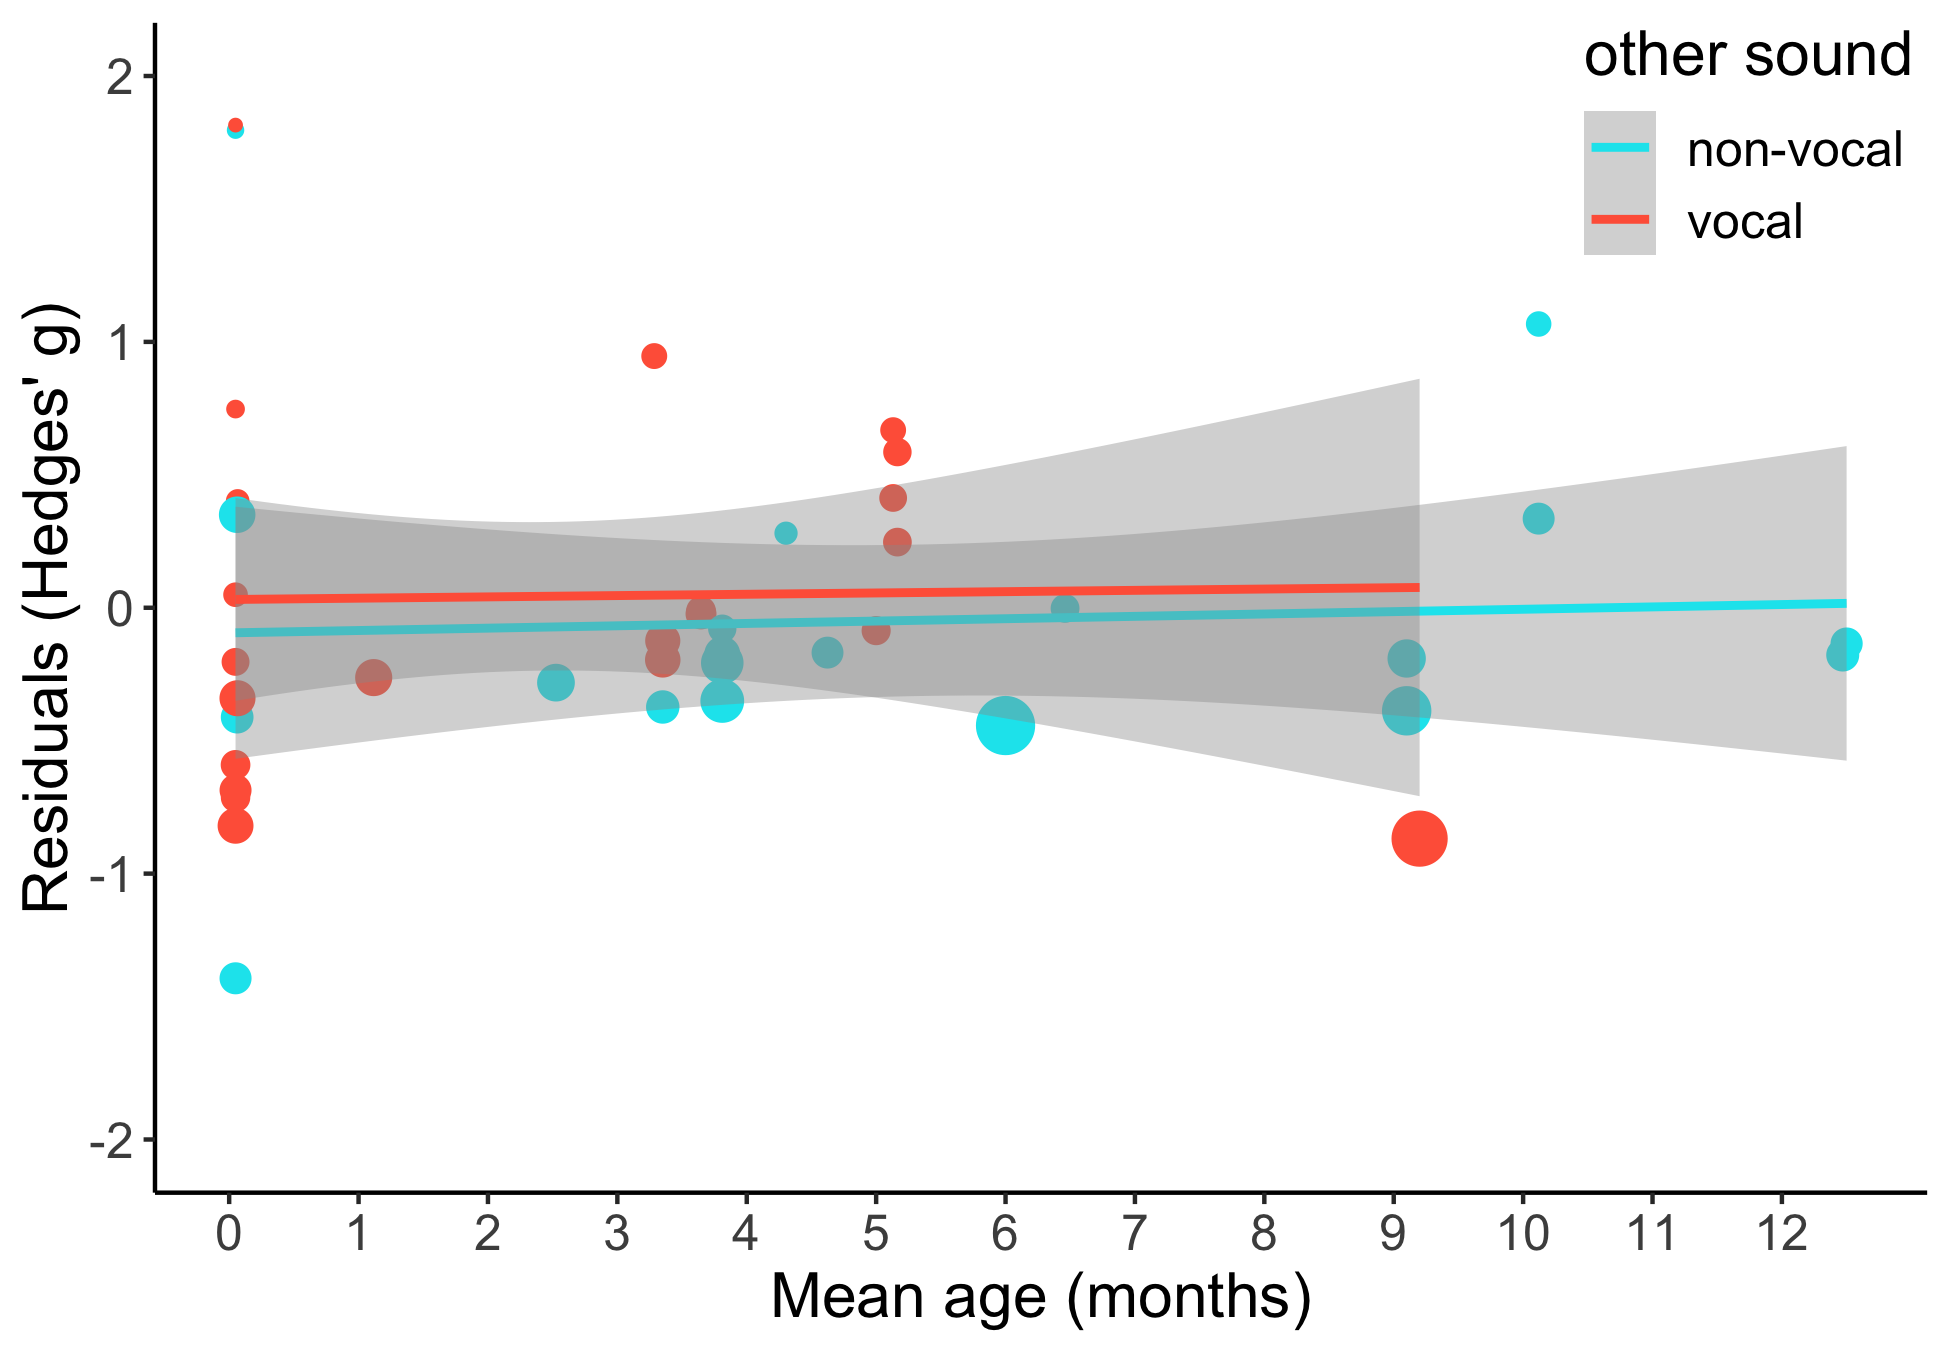 other sound
non-vocal
vocal
Residuals (Hedges' g)
2
1
0
-1
-2
0 1 2 3 4 5 6 7 8 9 10 11 12
Mean age (months)